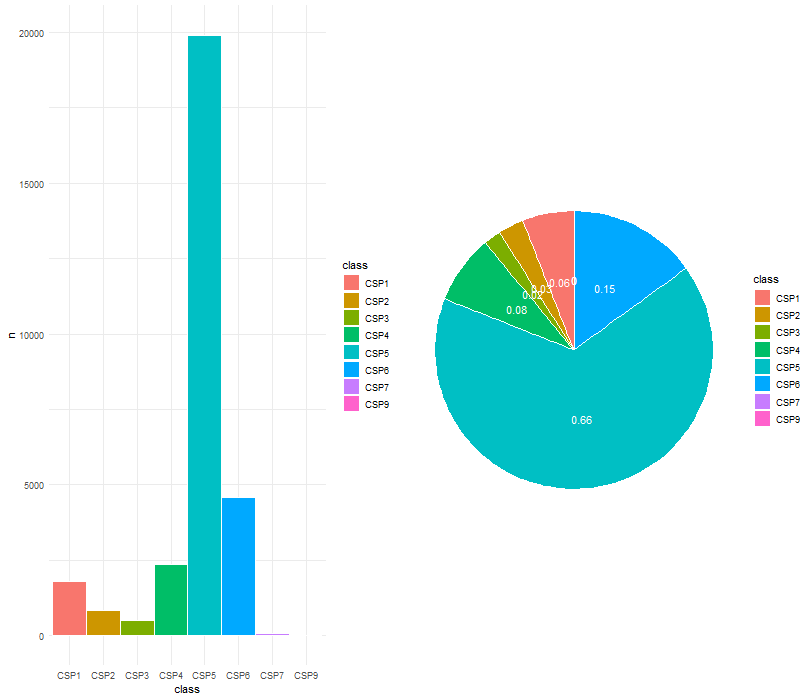 20000
15000
10000
5000
0
n
CSP1 CSP2 CSP3 CSP4 CSP5 CSP6 CSP7 CSP9
class
class
CSP1
CSP2
CSP3
CSP4
CSP5
CSP6
CSP7
CSP9
0.06
0
0.03
0.02
0.08
0.15
0.66
class
CSP1
CSP2
CSP3
CSP4
CSP5
CSP6
CSP7
CSP9